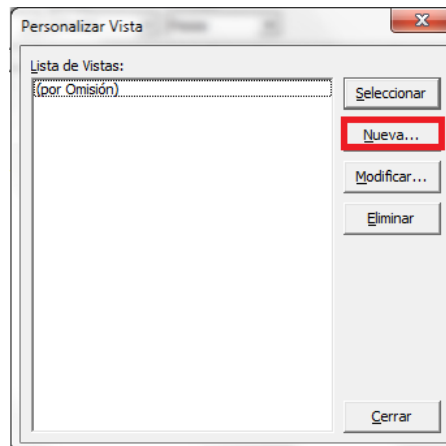 Personalizar Vista
Lista de Vistas:
(por Omisión)
Seleccionar
Nueva...
Modificar...
Eliminar
Cerrar